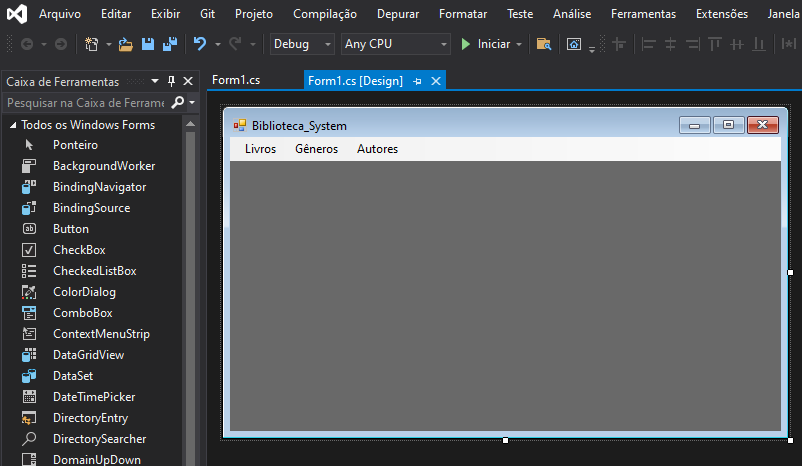 Arquivo Editar Exibir Git Projeto Compilação Depurar Formatar Teste Análise Ferramentas Extensões Janela
Debug Any CPU Iniciar
Caixa de Ferramentas
Form1.cs Form1.cs [Design]
Pesquisar na Caixa de Ferrame
Todos os Windows Forms
Ponteiro
BackgroundWorker
BindingNavigator
BindingSource
Button
CheckBox
CheckedListBox
ColorDialog
ComboBox
ContextMenuStrip
DataGridView
DataSet
DateTimePicker
DirectoryEntry
DirectorySearcher
DomainUpDown
Biblioteca_System
Livros Gêneros Autores